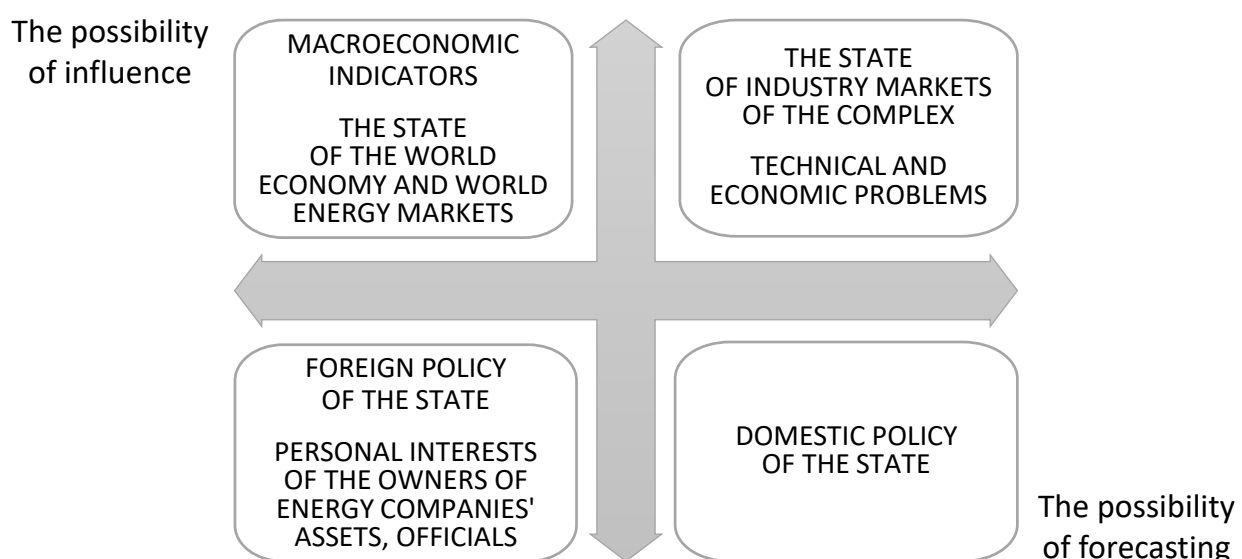 The possibility
of influence
MACROECONOMIC
INDICATORS
THE STATE
OF THE WORLD
ECONOMY AND WORLD
ENERGY MARKETS
THE STATE
OF INDUSTRY MARKETS
OF THE COMPLEX
TECHNICAL AND
ECONOMIC PROBLEMS
FOREIGN POLICY
OF THE STATE
PERSONAL INTERESTS
OF THE OWNERS OF
ENERGY COMPANIES'
ASSETS, OFFICIALS
DOMESTIC POLICY
OF THE STATE
The possibility
of forecasting